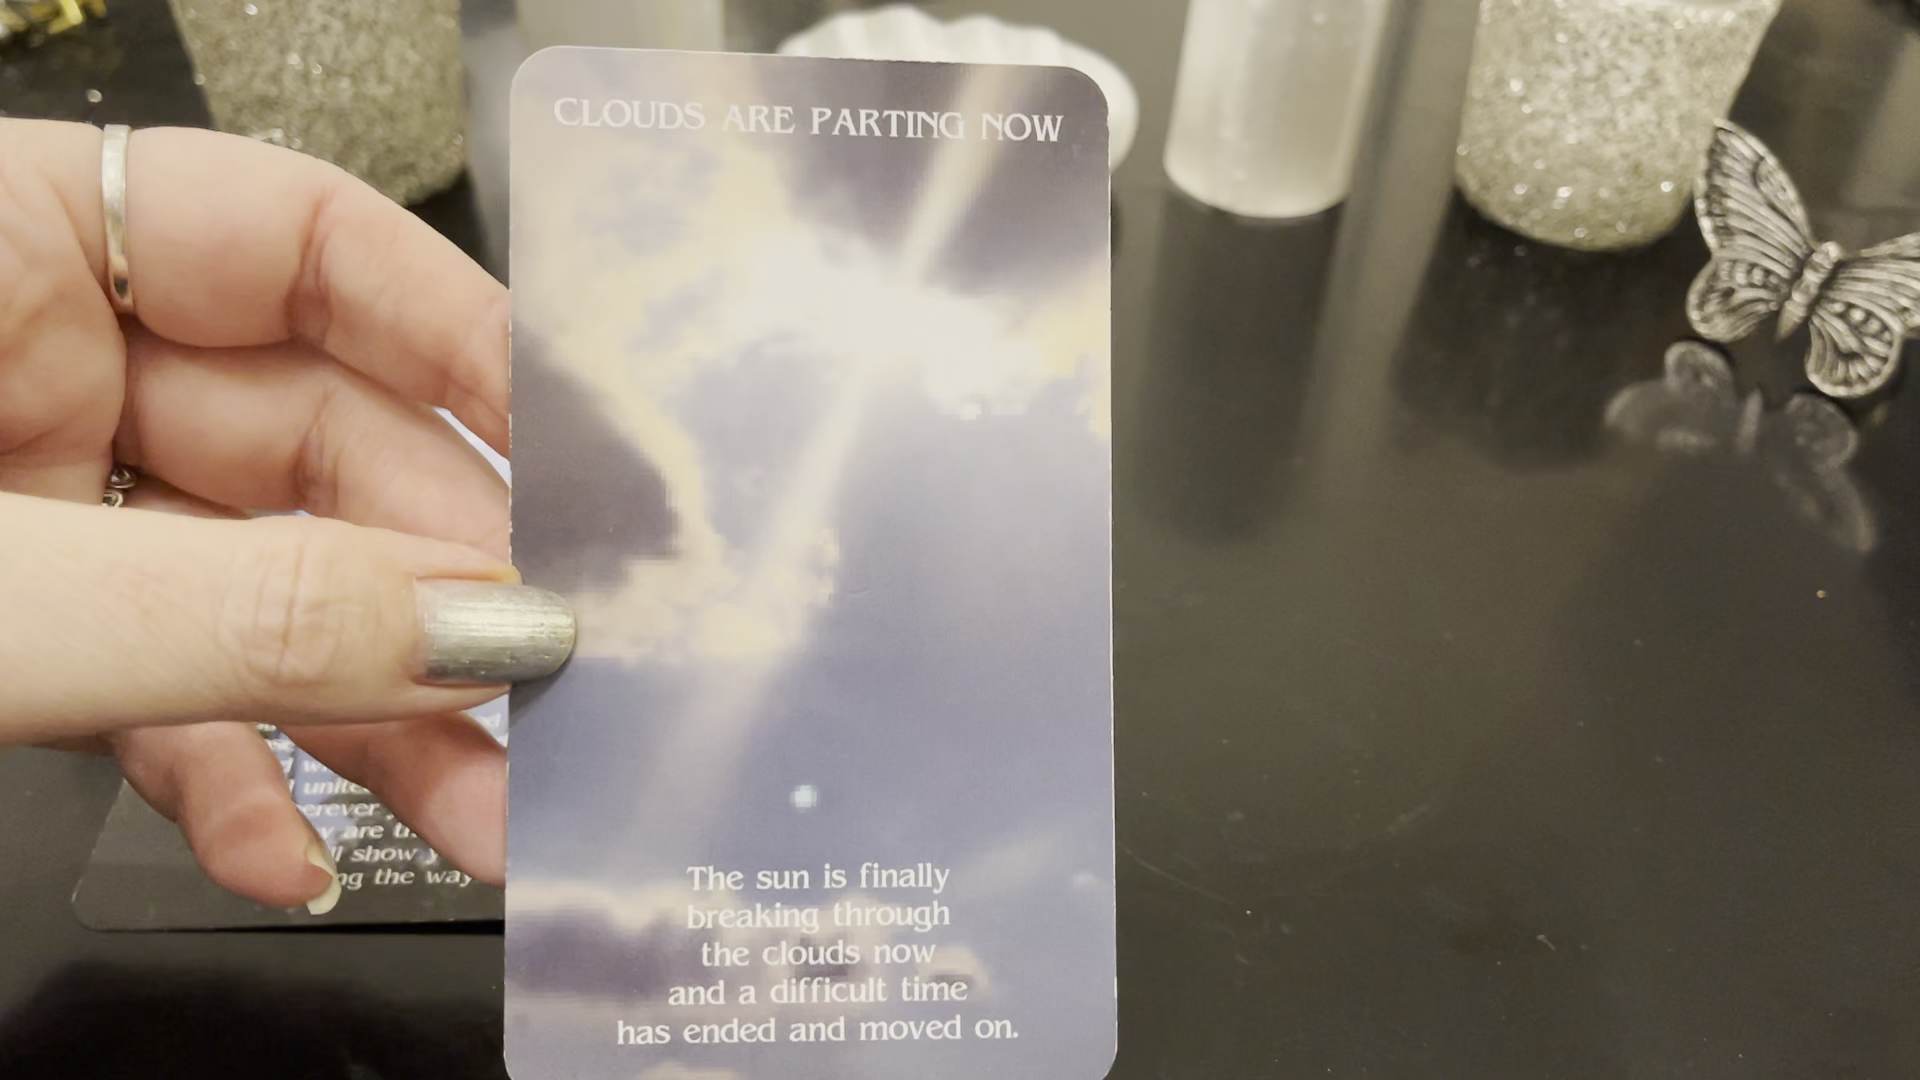 CLOUDS ARE PARTING NOW
The sun is finally
breaking through
the clouds now
and a difficult time
has ended and moved on.
unite
are
show
the way